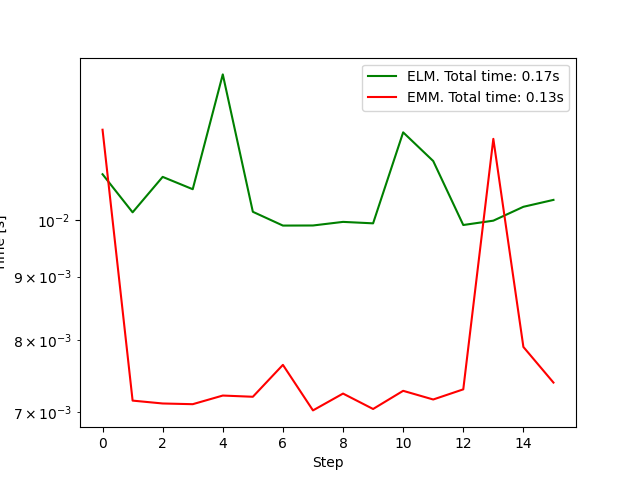 ELM. Total time: 0.17s
EMM. Total time: 0.13s
10⁻²
9 × 10⁻³
8 × 10⁻³
7 × 10⁻³
0 2 4 6 8 10 12 14
Step
[s]